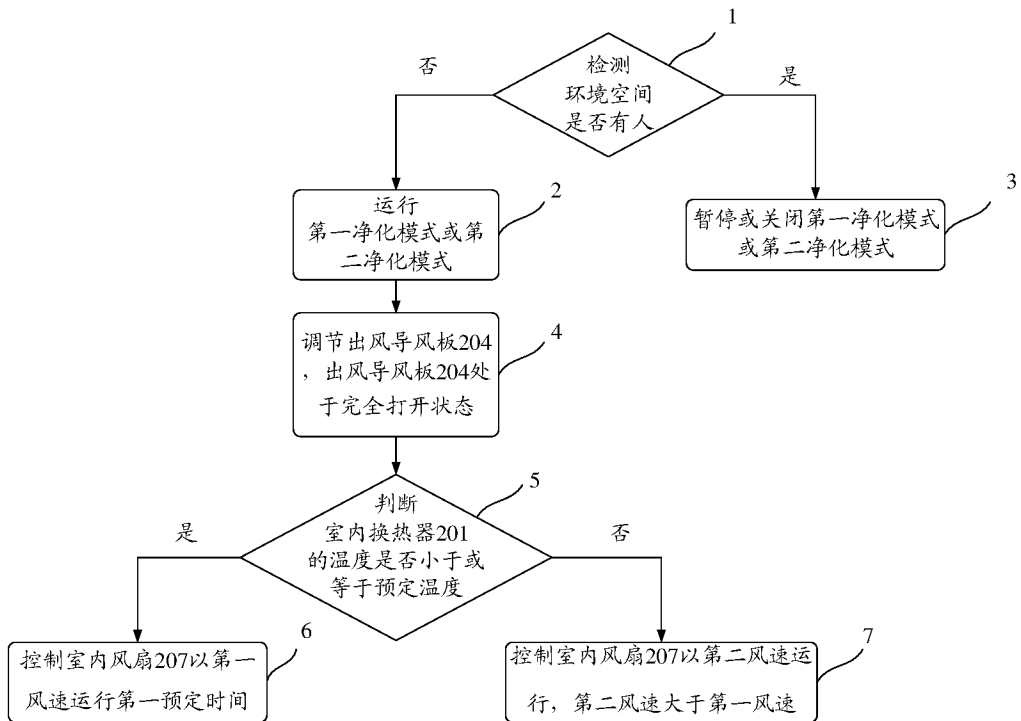 1
否
检测
环境空间
是否有人
是
2
运行
第一净化模式或第
二净化模式
3
暂停或关闭第一净化模式
或第二净化模式
4
调节出风导风板204
，出风导风板204处
于完全打开状态
5
判断
室内换热器201
的温度是否小于或
等于预定温度
是
否
6
控制室内风扇207以第一
风速运行第一预定时间
7
控制室内风扇207以第二风速运
行，第二风速大于第一风速